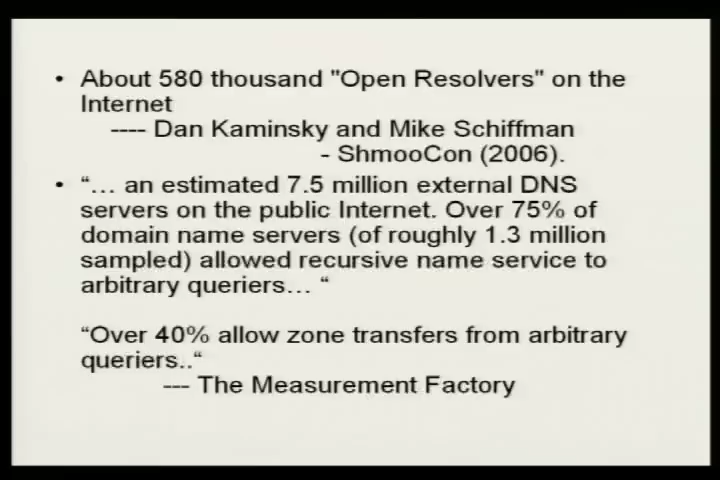 • About 580 thousand "Open Resolvers" on the
Internet
---- Dan Kaminsky and Mike Schiffman
- ShmooCon (2006).
• “… an estimated 7.5 million external DNS
servers on the public Internet. Over 75% of
domain name servers (of roughly 1.3 million
sampled) allowed recursive name service to
arbitrary queriers… “
“Over 40% allow zone transfers from arbitrary
queriers..“
--- The Measurement Factory